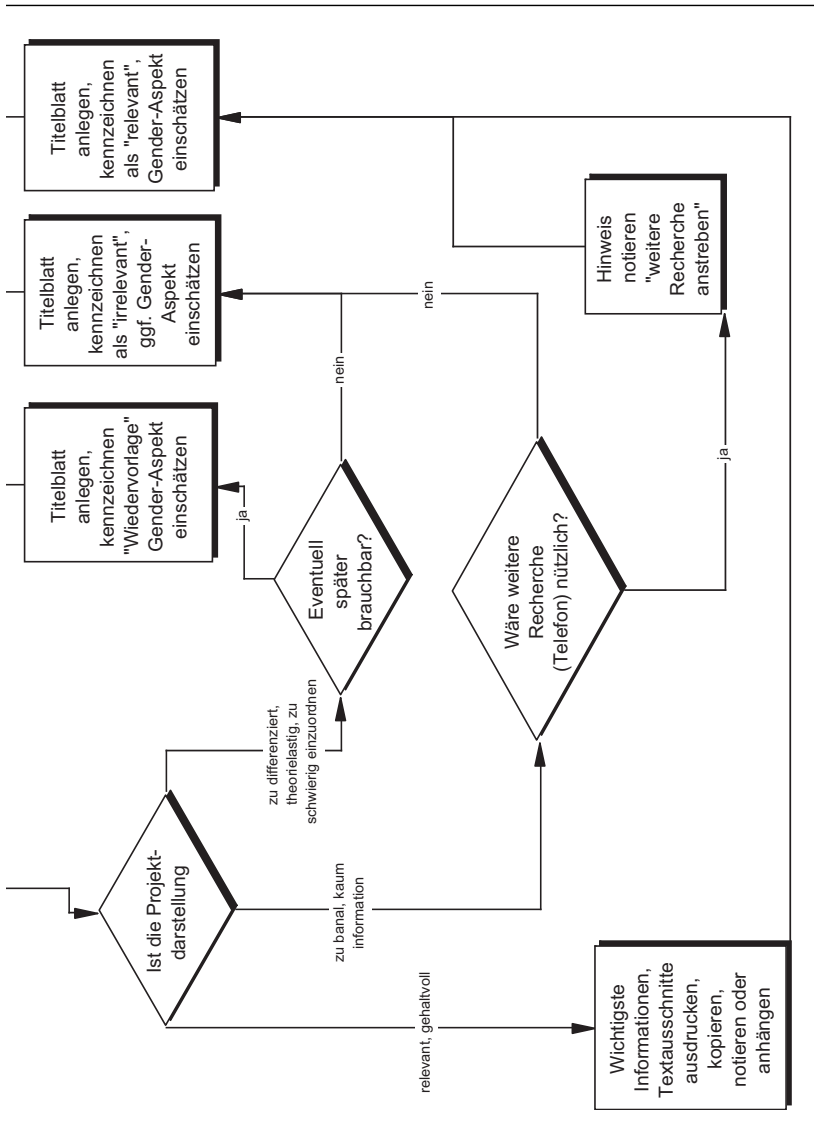 Ist die Projekt-
darstellung
zu differenziert,
theorielastig, zu
schwierig einzuordnen
zu banal, kaum
information
relevant, gehaltvoll
Eventuell
später
brauchbar?
ja
nein
Wäre weitere
Recherche
(Telefon) nützlich?
nein
ja
Wichtigste
Informationen,
Textausschnitte
ausdrucken,
kopieren,
notieren oder
anhängen
Hinweis
notieren
"weitere
Recherche
anstreben"
Titelblatt
anlegen,
kennzeichnen
"Wiedervorlage"
Gender-Aspekt
einschätzen
Titelblatt
anlegen,
kennzeichnen
als "irrelevant",
ggf. Gender-
Aspekt
einschätzen
Titelblatt
anlegen,
kennzeichnen
als "relevant",
Gender-Aspekt
einschätzen